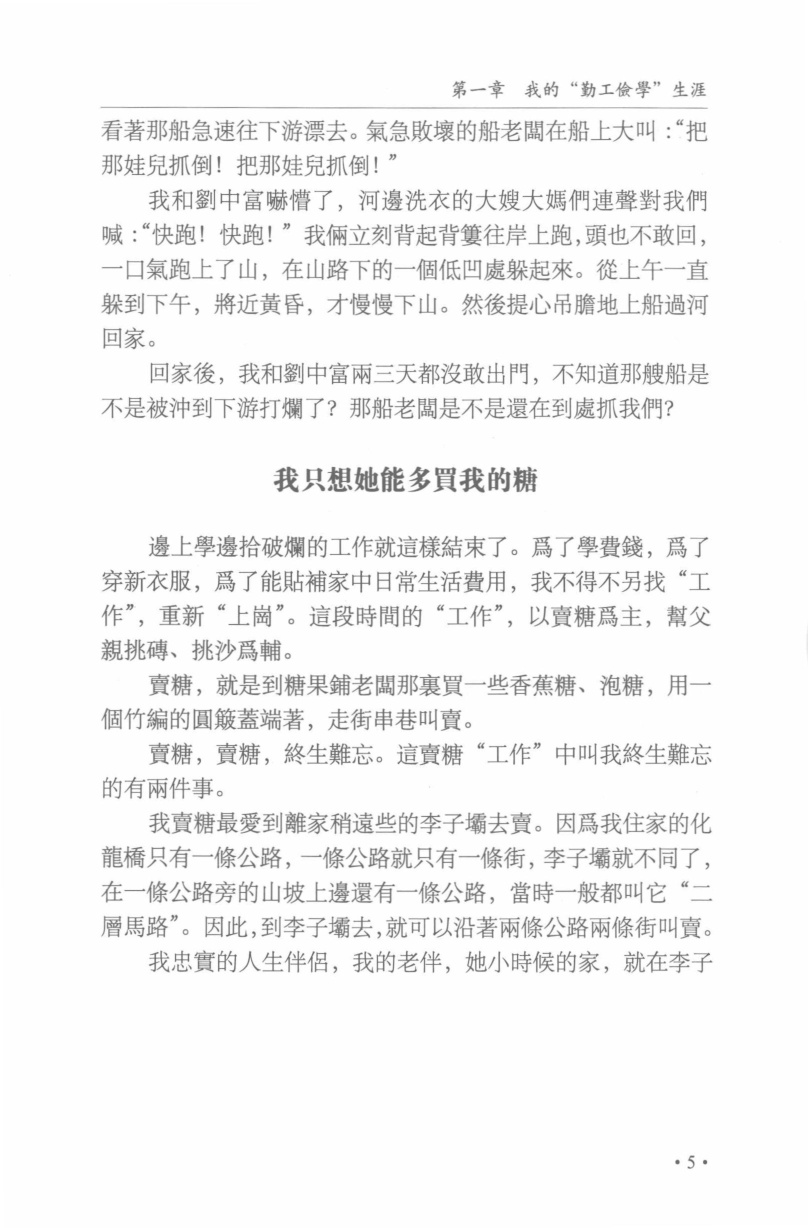 第一章　我的“勤工儉學”生涯
看著那船急速往下游漂去。氣急敗壞的船老闆在船上大叫：“把
那娃兒抓倒！把那娃兒抓倒！”
我和劉中富嚇懵了，河邊洗衣的大嫂大媽們連聲對我們
喊：“快跑！快跑！”我倆立刻背起背簍往岸上跑，頭也不敢回，
一口氣跑上了山，在山路下的一個低凹處躲起來。從上午一直
躲到下午，將近黃昏，才慢慢下山。然後提心吊膽地上船過河
回家。
回家後，我和劉中富兩三天都沒敢出門，不知道那艘船是
不是被沖到下游打爛了？那船老闆是不是還在到處抓我們？
我只想她能多買我的糖
邊上學邊拾破爛的工作就這樣結束了。爲了學費錢，爲了
穿新衣服，爲了能貼補家中日常生活費用，我不得不另找“工
作”，重新“上崗”。這段時間的“工作”，以賣糖爲主，幫父
親挑磚、挑沙爲輔。
賣糖，就是到糖果鋪老闆那裏買一些香蕉糖、泡糖，用一
個竹編的圓簸蓋端著，走街串巷叫賣。
賣糖，賣糖，終生難忘。這賣糖“工作”中叫我終生難忘
的有兩件事。
我賣糖最愛到離家稍遠些的李子壩去賣。因爲我住家的化
龍橋只有一條公路，一條公路就只有一條街，李子壩就不同了，
在一條公路旁的山坡上邊還有一條公路，當時一般都叫它“二
層馬路”。因此，到李子壩去，就可以沿著兩條公路兩條街叫賣。
我忠實的人生伴侶，我的老伴，她小時候的家，就在李子
·5·